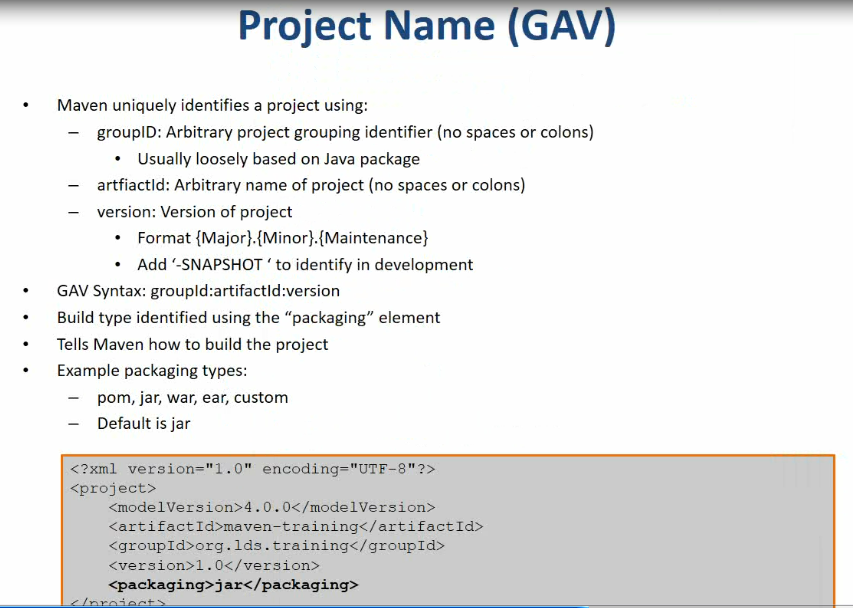 Project Name (GAV)
• Maven uniquely identifies a project using:
– groupID: Arbitrary project grouping identifier (no spaces or colons)
• Usually loosely based on Java package
– artfiactId: Arbitrary name of project (no spaces or colons)
– version: Version of project
• Format {Major}.{Minor}.{Maintenance}
• Add ‘-SNAPSHOT ‘ to identify in development
• GAV Syntax: groupId:artifactId:version
• Build type identified using the “packaging” element
• Tells Maven how to build the project
• Example packaging types:
– pom, jar, war, ear, custom
– Default is jar
<?xml version="1.0" encoding="UTF-8"?>
<project>
<modelVersion>4.0.0</modelVersion>
<artifactId>maven-training</artifactId>
<groupId>org.lds.training</groupId>
<version>1.0</version>
<packaging>jar</packaging>
</project>